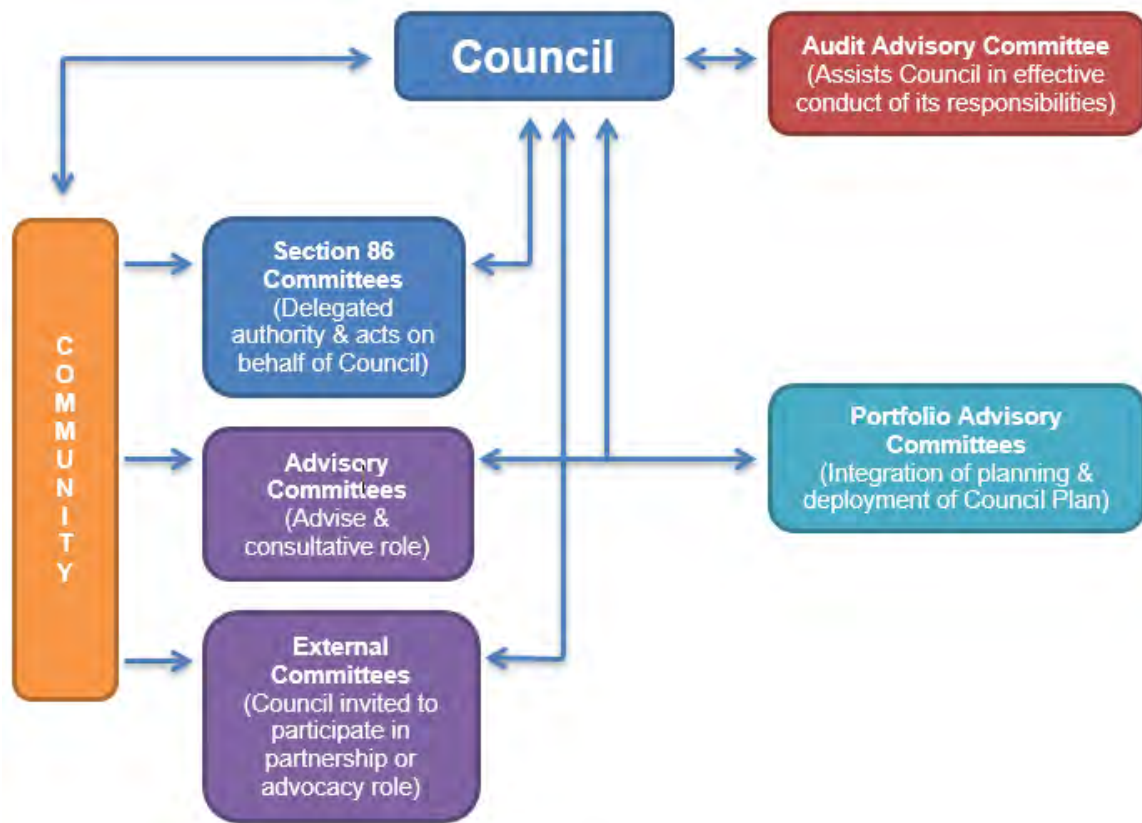 Council
Audit Advisory Committee
(Assists Council in effective
conduct of its responsibilities)
COMMUNITY
Section 86
Committees
(Delegated
authority & acts on
behalf of Council)
Advisory
Committees
(Advise &
consultative role)
Portfolio Advisory
Committees
(Integration of planning &
deployment of Council Plan)
External
Committees
(Council invited to
participate in
partnership or
advocacy role)